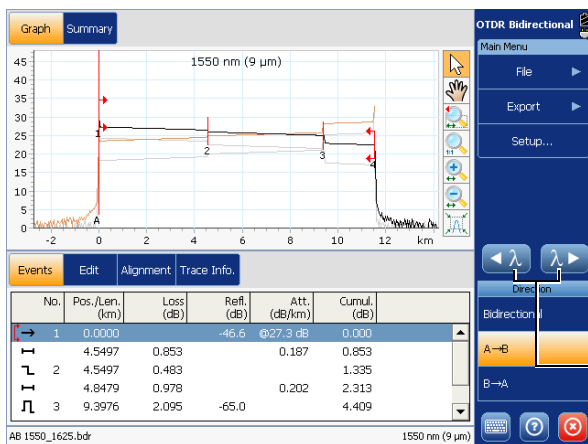 Graph Summary
OTDR Bidirectional
Main Menu
File
Export
Setup...
1550 nm (9 µm)
45
40
35
30
25
20
15
10
5
0
1
2
3
4
A
-2 0 2 4 6 8 10 12 km
1:1
λ λ
Direction
Bidirectional
A→B
B→A
Events Edit Alignment Trace Info.
No. Pos./Len. (km) Loss (dB) Refl. (dB) Att. (dB/km) Cumul. (dB)
1 0.0000 -46.6 @27.3 dB 0.000
4.5497 0.853 0.187 0.853
2 4.5497 0.483 1.335
4.8479 0.978 0.202 2.313
3 9.3976 2.095 -65.0 4.409
AB 1550_1625.bdr 1550 nm (9 µm)